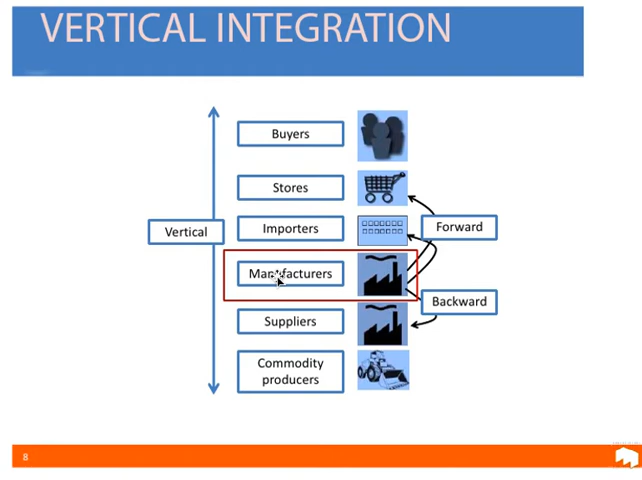 VERTICAL INTEGRATION
Buyers
Stores
Importers
Forward
Vertical
Manufacturers
Backward
Suppliers
Commodity
producers
8